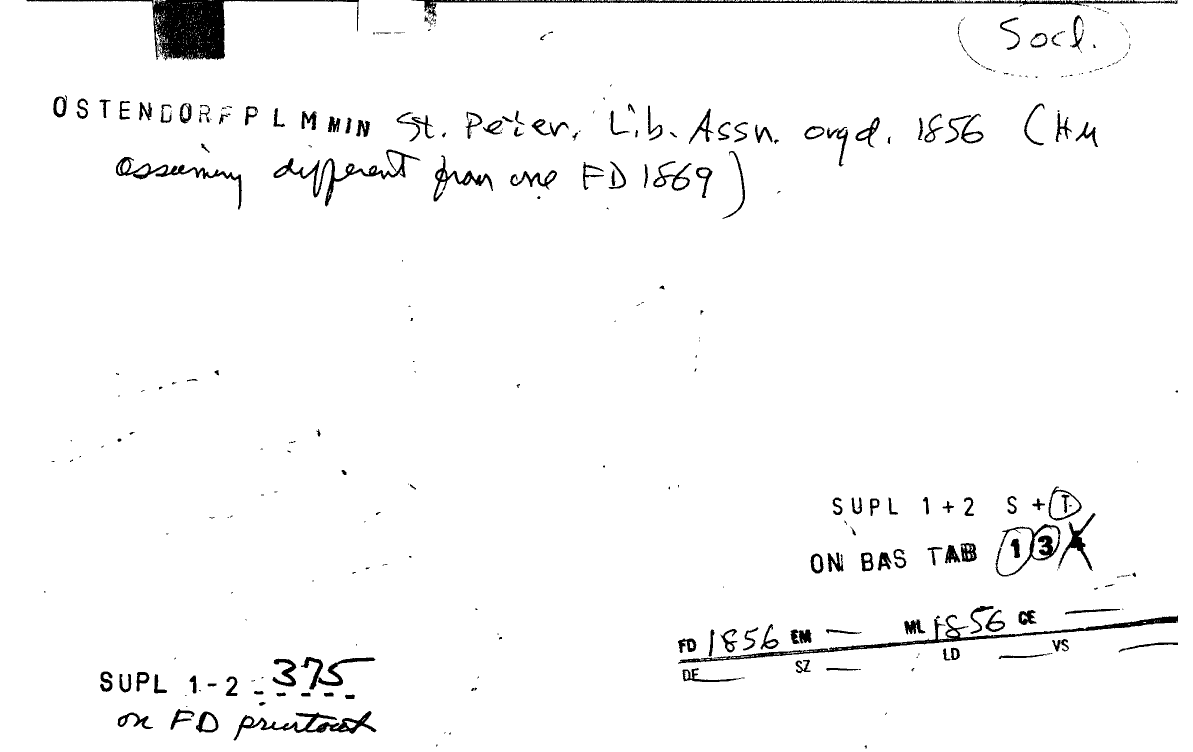 Socl.
OSTENDORF P L M MIN St. Peter, Lib. Assn. orgd. 1856 (HM
assuming different from one FD 1869)
SUPL 1+2 S + T
ON BAS TAB 1 3
FD 1856 EM — ML 1856 CE —
DE — SZ — LD — VS —
SUPL 1-2 375
on FD printout